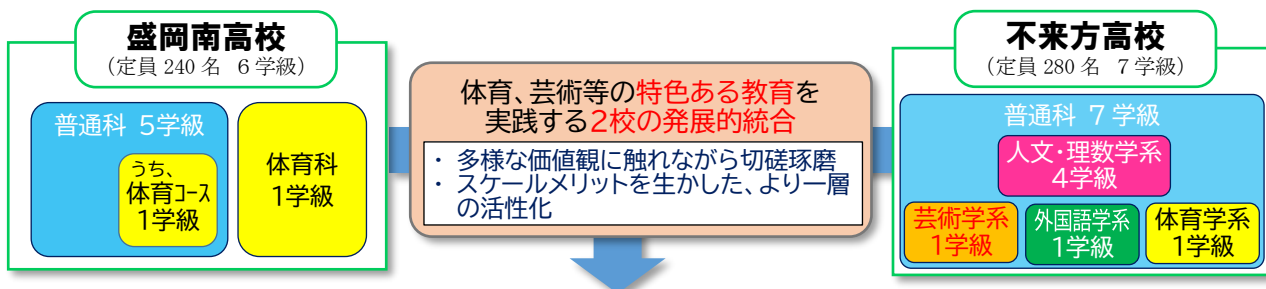 盛岡南高校
（定員 240 名 6 学級）
普通科 5学級
うち、
体育コース
1学級
体育科
1学級
体育、芸術等の特色ある教育を
実践する2校の発展的統合
・ 多様な価値観に触れながら切磋琢磨
・ スケールメリットを生かした、より一層
の活性化
不来方高校
（定員 280 名 7 学級）
普通科 7 学級
人文・理数学系
4学級
芸術学系
1学級
外国語学系
1学級
体育学系
1学級